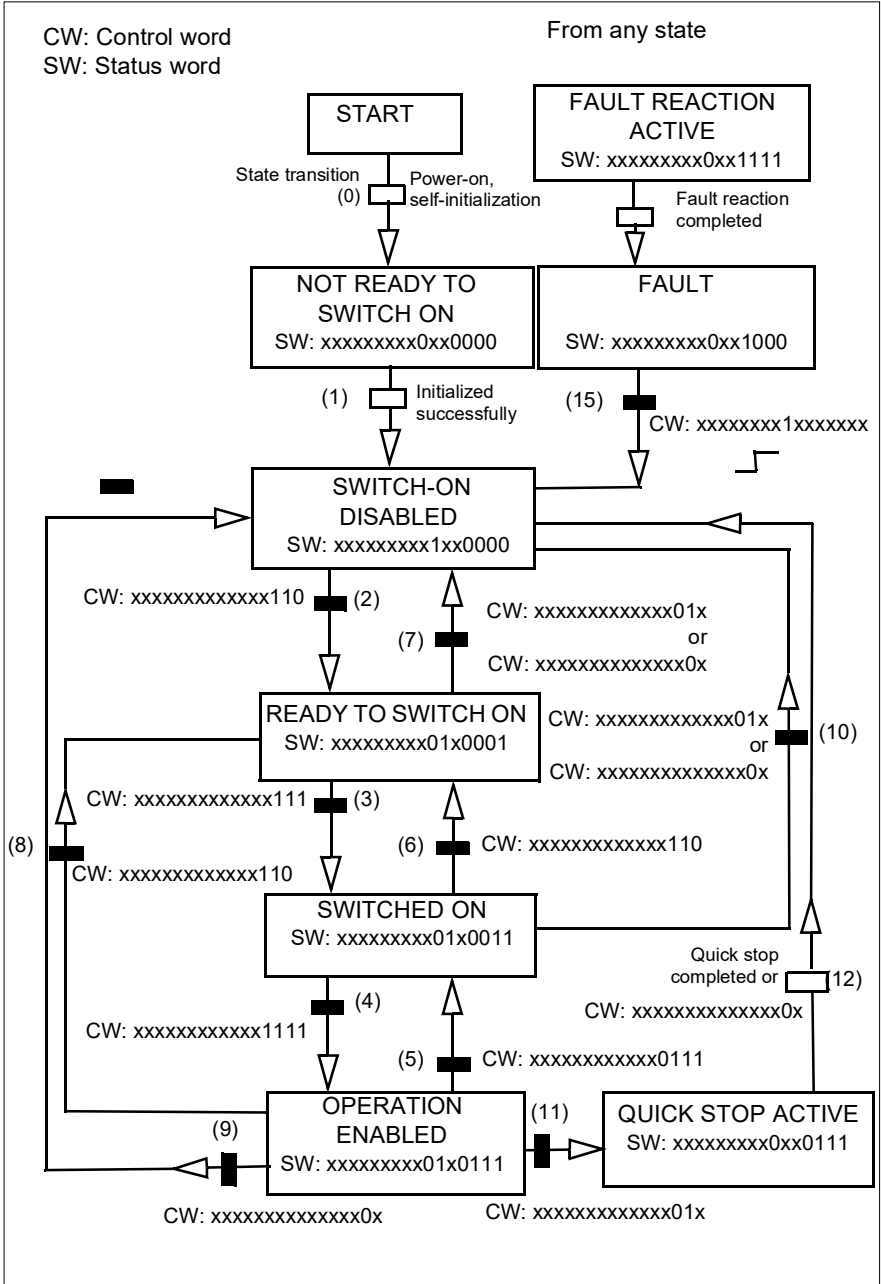 CW: Control word
SW: Status word
From any state
START
FAULT REACTION
ACTIVE
SW: xxxxxxxxx0xx1111
State transition
(0)
Power-on,
self-initialization
Fault reaction
completed
NOT READY TO
SWITCH ON
SW: xxxxxxxxx0xx0000
FAULT
SW: xxxxxxxxx0xx1000
(1)
Initialized
successfully
(15)
CW: xxxxxxxx1xxxxxxx
SWITCH-ON
DISABLED
SW: xxxxxxxxx1xx0000
CW: xxxxxxxxxxxxx110
(2)
(7)
CW: xxxxxxxxxxxxx01x
or
CW: xxxxxxxxxxxxxx0x
READY TO SWITCH ON
SW: xxxxxxxxx01x0001
CW: xxxxxxxxxxxxx01x
or
CW: xxxxxxxxxxxxxx0x
(10)
CW: xxxxxxxxxxxxx111
(3)
(8)
CW: xxxxxxxxxxxxx110
(6)
CW: xxxxxxxxxxxxx110
SWITCHED ON
SW: xxxxxxxxx01x0011
Quick stop
completed or
(12)
CW: xxxxxxxxxxxxxx0x
(4)
CW: xxxxxxxxxxxx1111
(5)
CW: xxxxxxxxxxxx0111
OPERATION
ENABLED
SW: xxxxxxxxx01x0111
(9)
(11)
QUICK STOP ACTIVE
SW: xxxxxxxxx0xx0111
CW: xxxxxxxxxxxxxx0x
CW: xxxxxxxxxxxxx01x